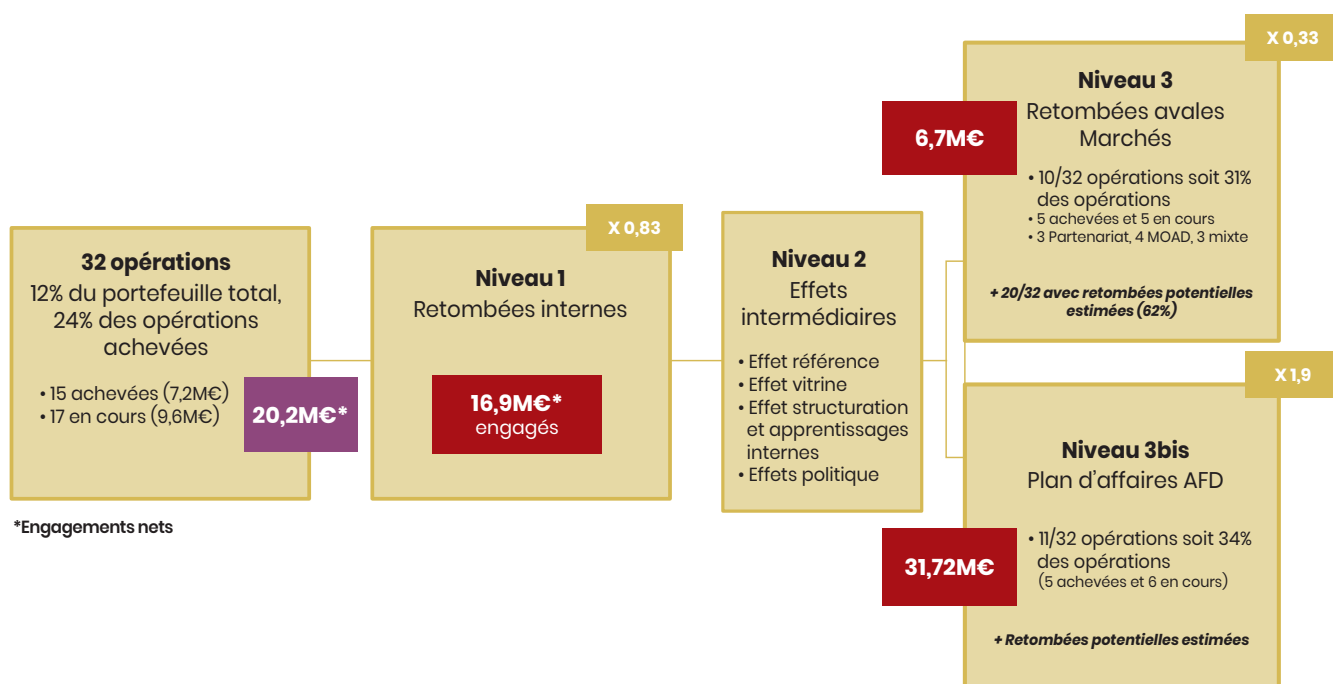 32 opérations
12% du portefeuille total,
24% des opérations
achevées
• 15 achevées (7,2M€)
• 17 en cours (9,6M€)
20,2M€*
*Engagements nets
X 0,83
Niveau 1
Retombées internes
16,9M€*
engagés
Niveau 2
Effets
intermédiaires
• Effet référence
• Effet vitrine
• Effet structuration
et apprentissages
internes
• Effets politique
X 0,33
Niveau 3
Retombées avales
Marchés
6,7M€
• 10/32 opérations soit 31%
des opérations
• 5 achevées et 5 en cours
• 3 Partenariat, 4 MOAD, 3 mixte
+ 20/32 avec retombées potentielles
estimées (62%)
X 1,9
Niveau 3bis
Plan d’affaires AFD
31,72M€
• 11/32 opérations soit 34%
des opérations
(5 achevées et 6 en cours)
+ Retombées potentielles estimées